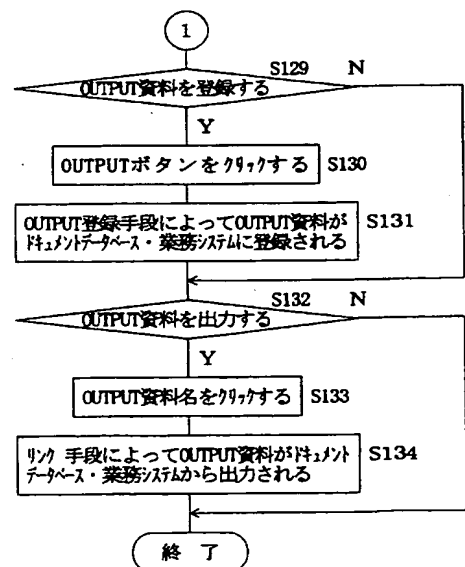 1
S129 N
OUTPUT資料を登録する
Y
OUTPUTボタンをクリックする S130
OUTPUT登録手段によってOUTPUT資料が S131
ドキュメントデータベース・業務システムに登録される
S132 N
OUTPUT資料を出力する
Y
OUTPUT資料名をクリックする S133
リンク 手段によってOUTPUT資料がドキュメント S134
データベース・業務システムから出力される
終 了